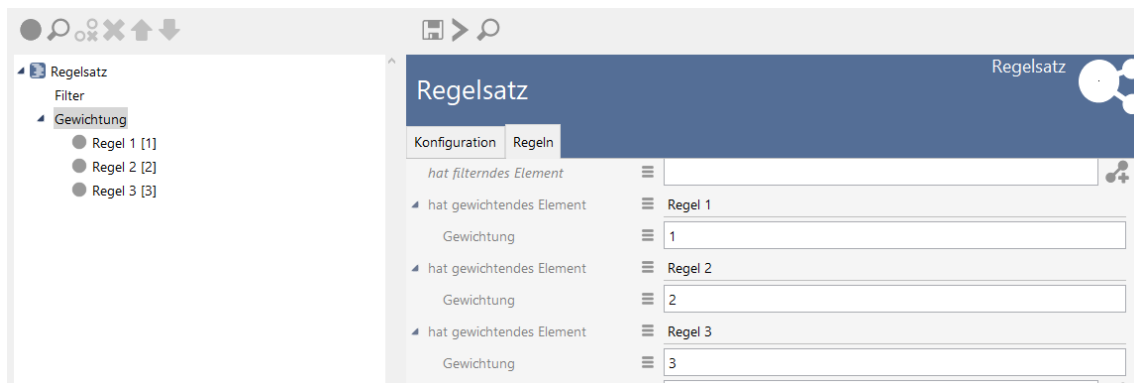 Regelsatz
Filter
Gewichtung
Regel 1 [1]
Regel 2 [2]
Regel 3 [3]
Regelsatz
Regelsatz
Konfiguration Regeln
hat filterndes Element
hat gewichtendes Element Regel 1
Gewichtung 1
hat gewichtendes Element Regel 2
Gewichtung 2
hat gewichtendes Element Regel 3
Gewichtung 3